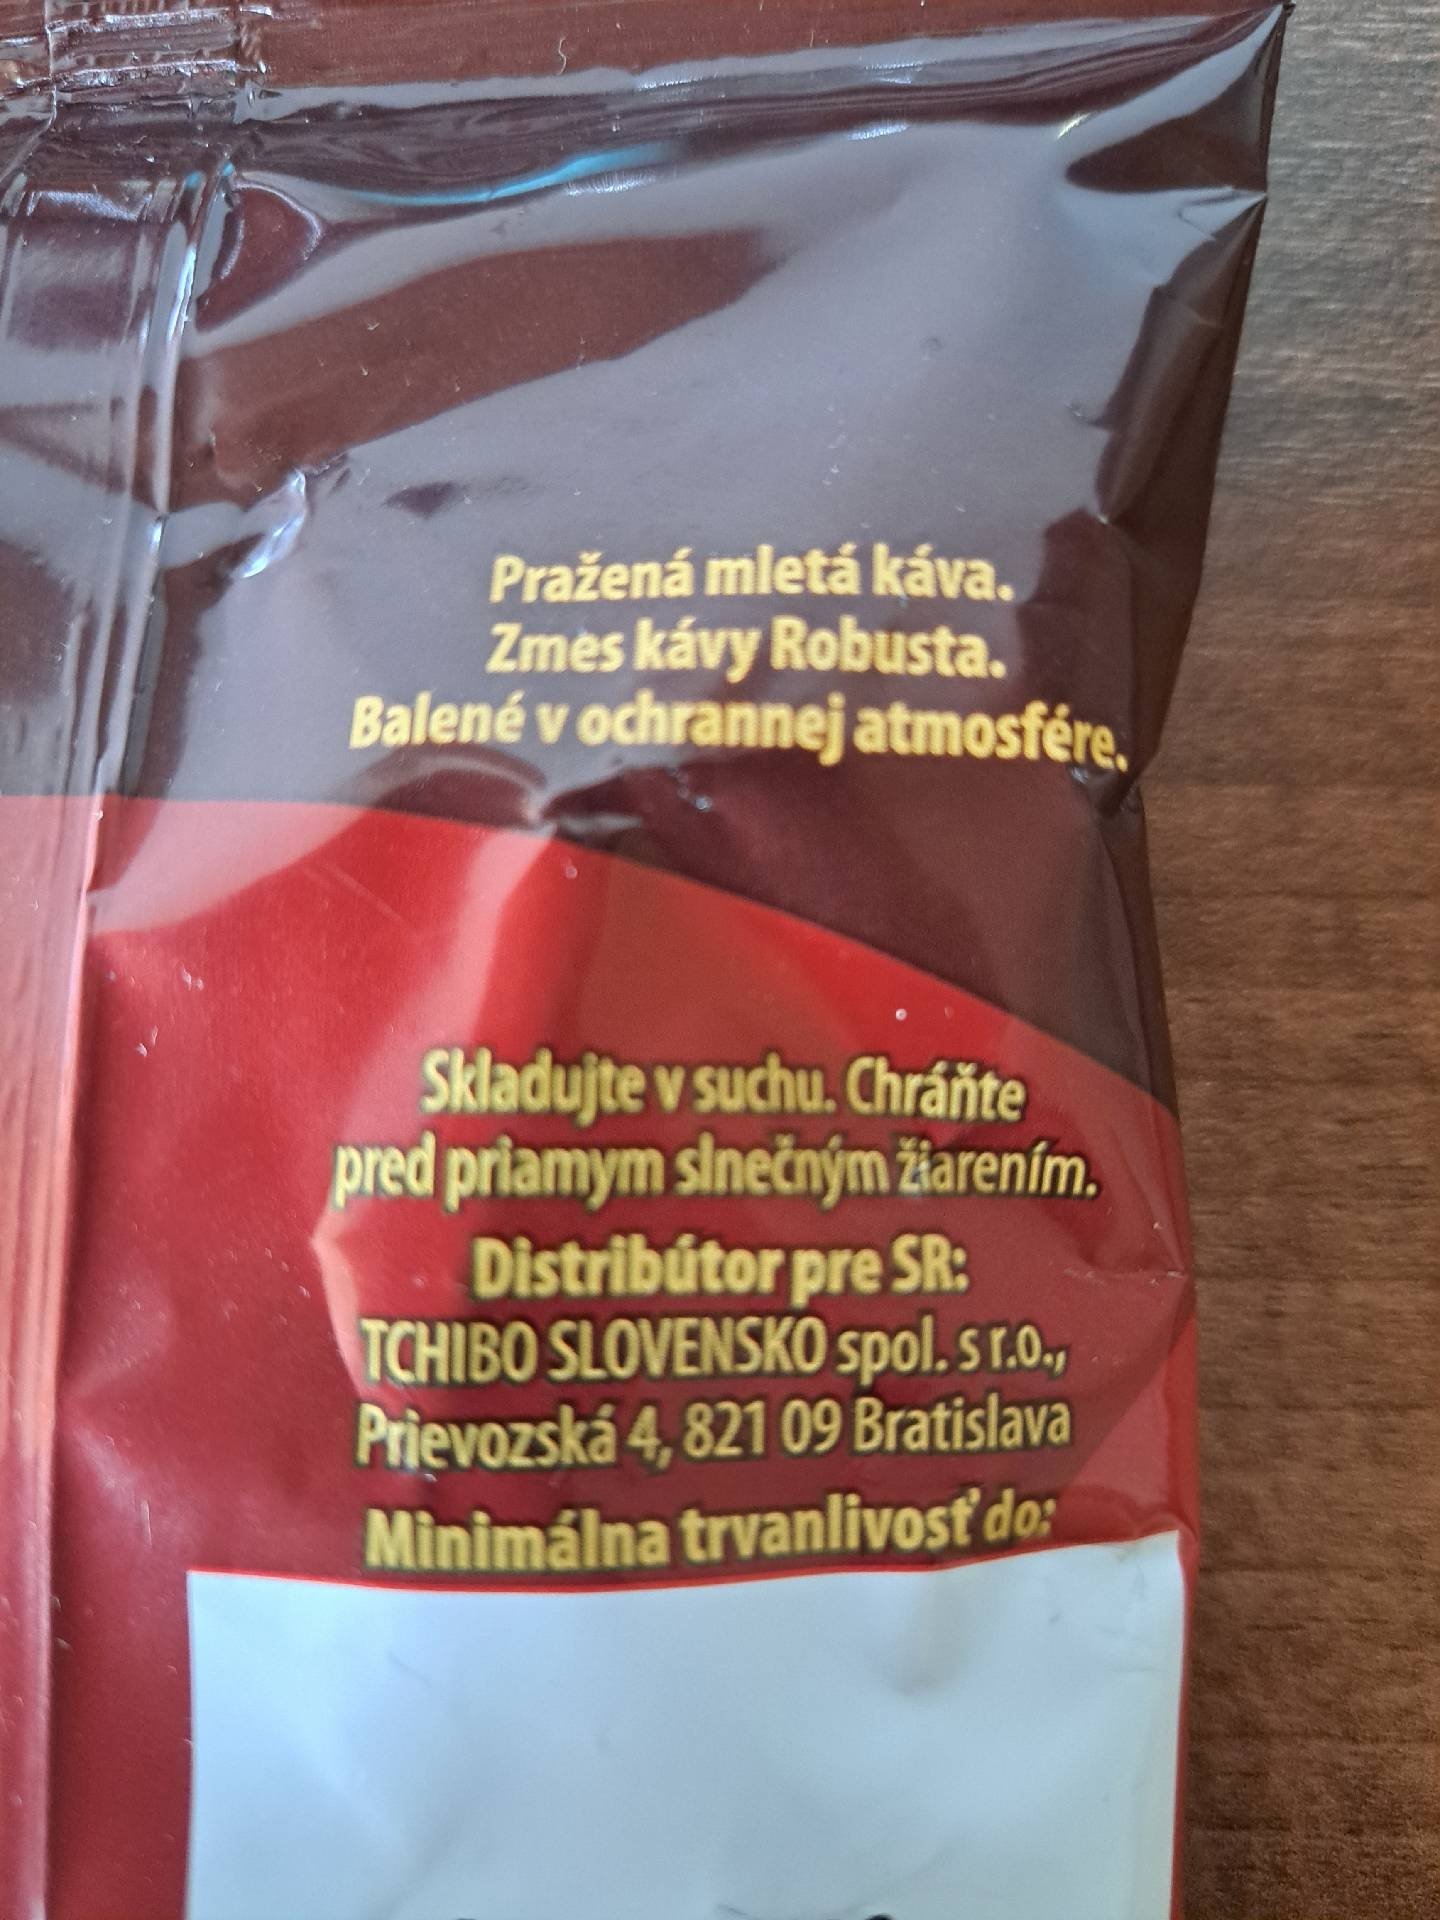 Pražená mletá káva.
Zmes kávy Robusta.
Balené v ochrannej atmosfére.
Skladujte v suchu. Chráňte
pred priamym slnečným žiarením.
Distribútor pre SR:
TCHIBO SLOVENSKO spol. s r.o.,
Prievozská 4, 821 09 Bratislava
Minimálna trvanlivosť do: